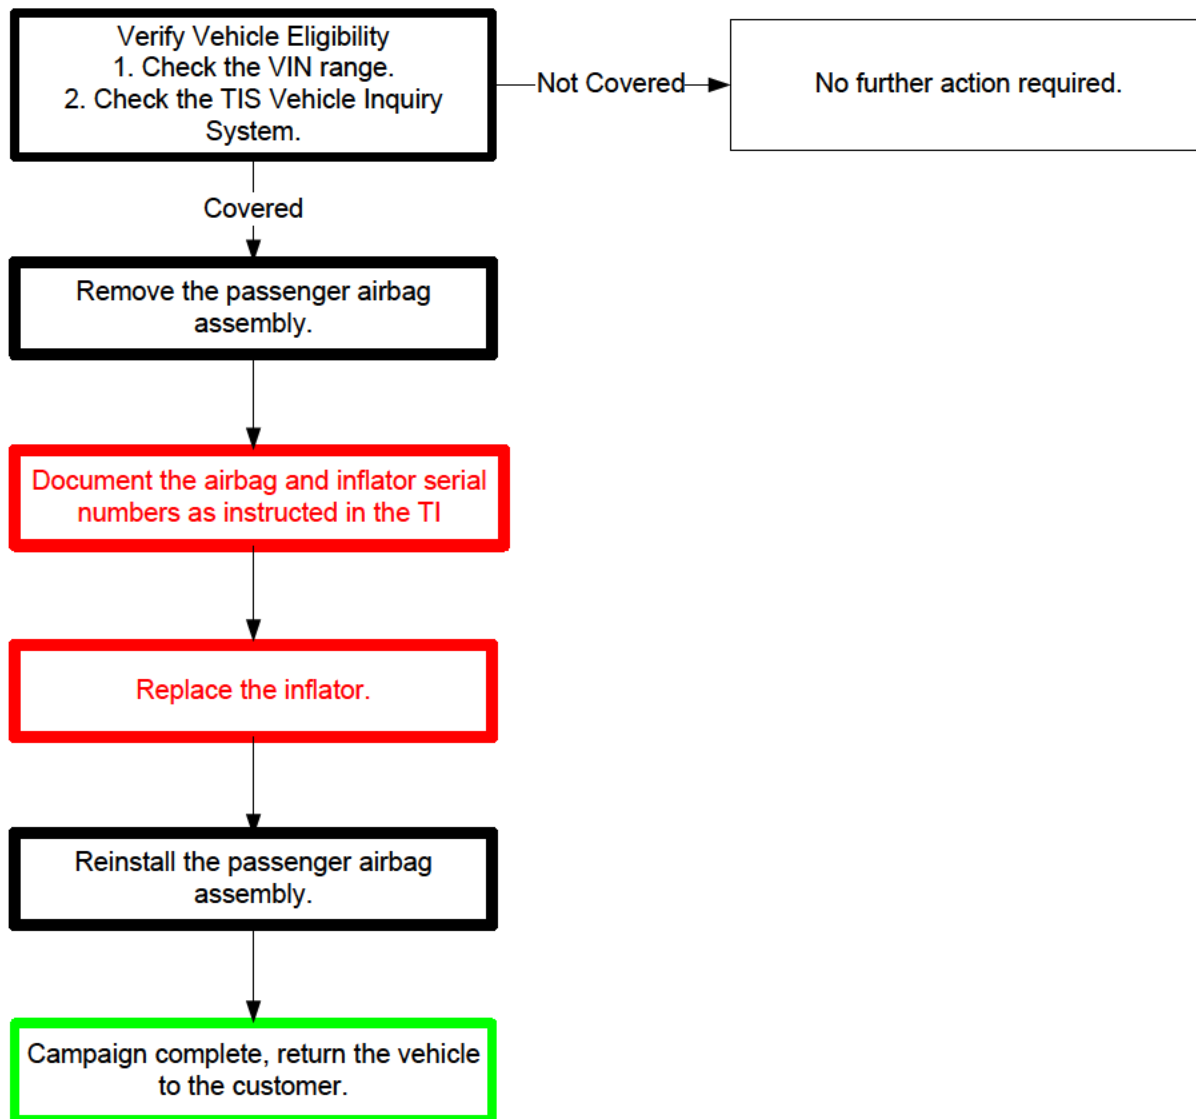 Verify Vehicle Eligibility
1. Check the VIN range.
2. Check the TIS Vehicle Inquiry
System.
Not Covered
No further action required.
Covered
Remove the passenger airbag
assembly.
Document the airbag and inflator serial
numbers as instructed in the TI
Replace the inflator.
Reinstall the passenger airbag
assembly.
Campaign complete, return the vehicle
to the customer.